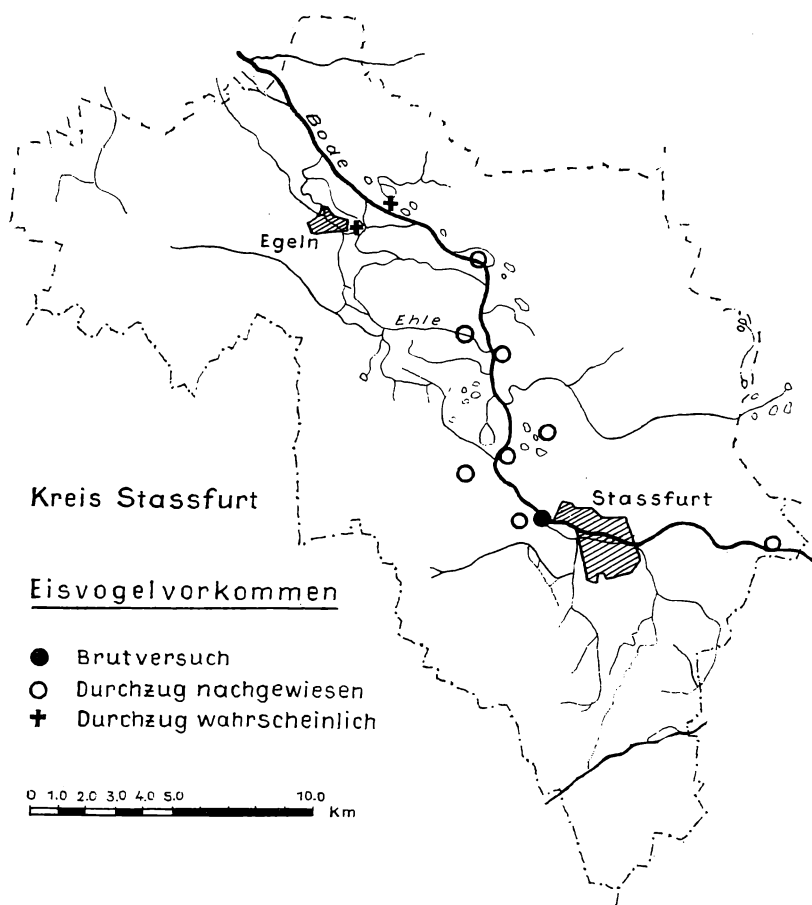 Bode
Egeln
Ehle
Kreis Stassfurt
Stassfurt
Eisvogelvorkommen
Brutversuch
Durchzug nachgewiesen
Durchzug wahrscheinlich
0 1.0 2.0 3.0 4.0 5.0 10.0
Km